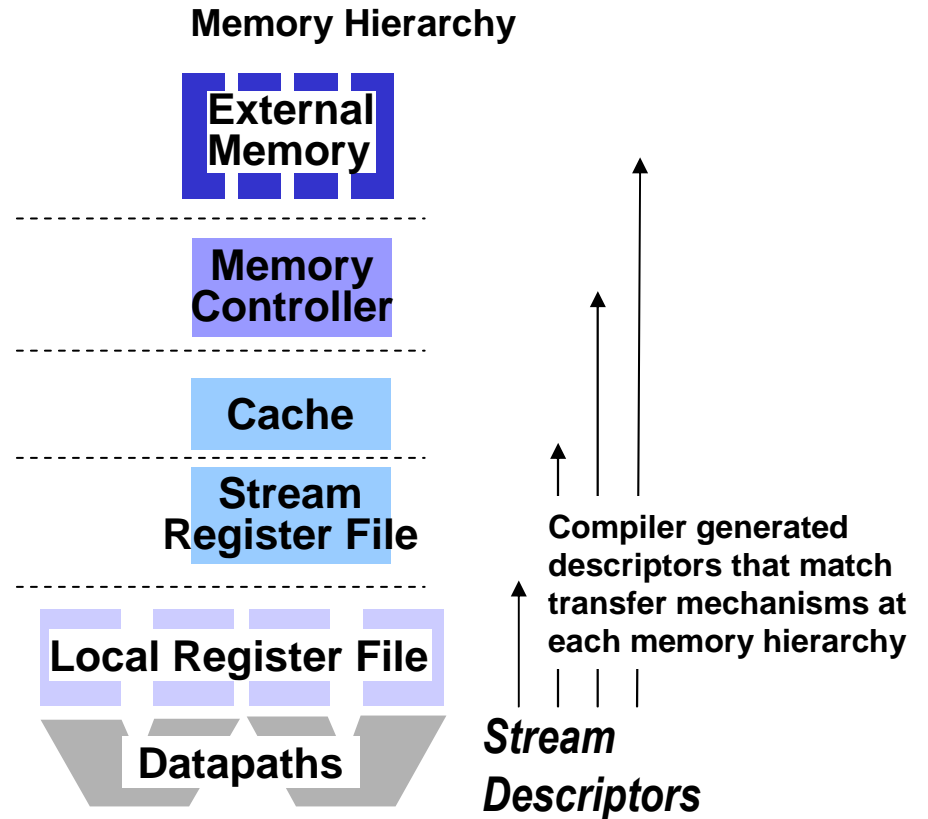 Memory Hierarchy
External
Memory
Memory
Controller
Cache
Stream
Register File
Compiler generated
descriptors that match
transfer mechanisms at
each memory hierarchy
Local Register File
Datapaths
Stream
Descriptors